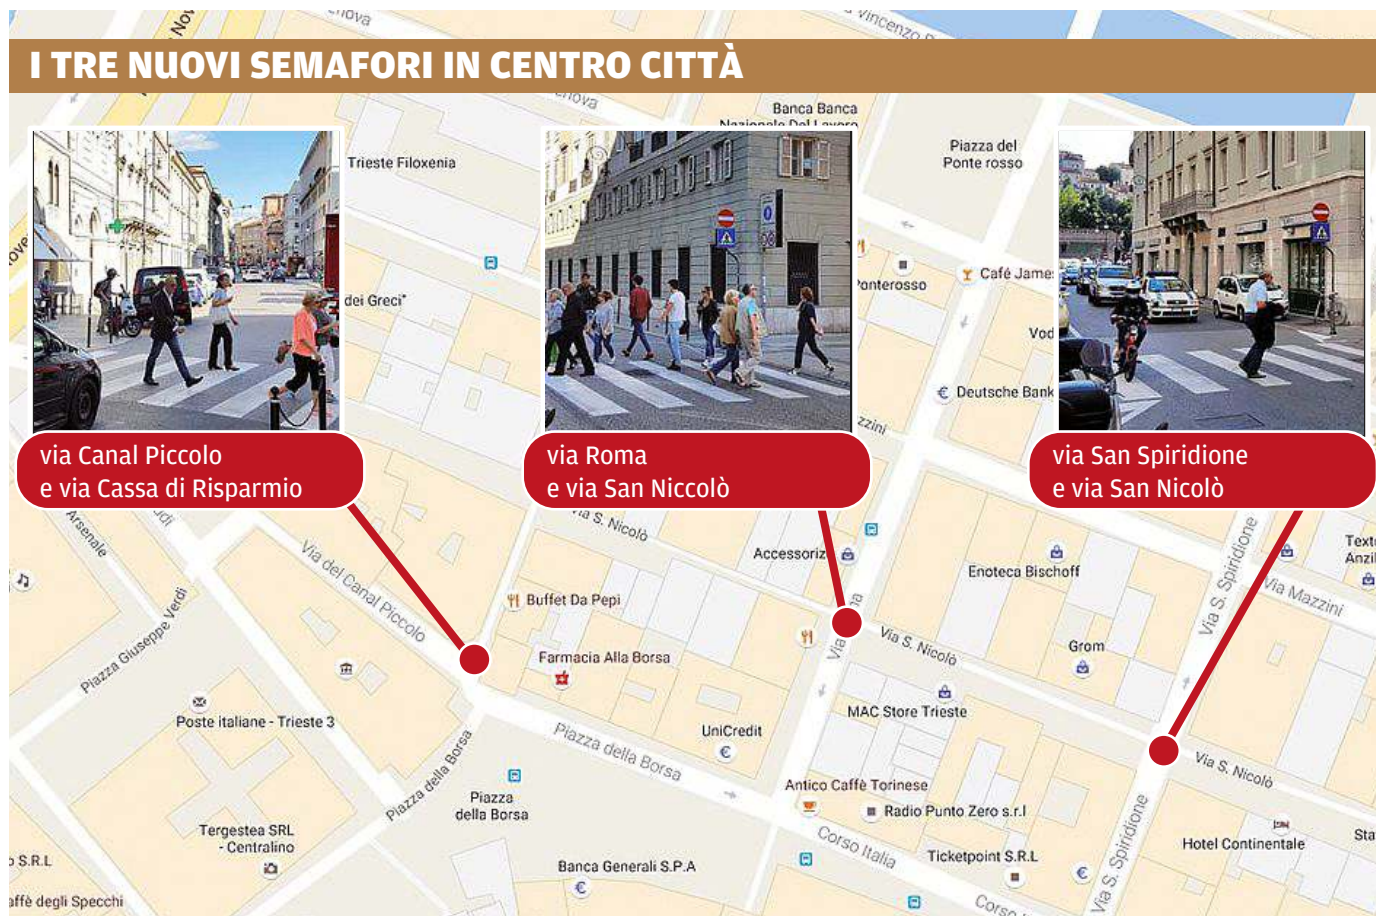 I TRE NUOVI SEMAFORI IN CENTRO CITTÀ
Banca Banca
Nazionale Del Lavoro
Piazza del
Ponte rosso
Trieste Filoxenia
dei Greci"
Ponterosso
Café James
Deutsche Bank
via Canal Piccolo
e via Cassa di Risparmio
via Roma
e via San Niccolò
via San Spiridione
e via San Nicolò
Arsenale
Via del Canal Piccolo
Via S. Nicolò
Accessorize
Enoteca Bischoff
Via S. Spiridione
Via Mazzini
Buffet Da Pepi
Piazza Giuseppe Verdi
Farmacia Alla Borsa
Via S. Nicolò
Grom
Poste italiane - Trieste 3
MAC Store Trieste
UniCredit
Piazza della Borsa
Piazza della Borsa
Via S. Nicolò
Piazza
della Borsa
Antico Caffè Torinese
Radio Punto Zero s.r.l
Tergestea SRL
- Centralino
Corso Italia
Ticketpoint S.R.L
Via S. Spiridione
Hotel Continentale
Banca Generali S.P.A
S.R.L
affè degli Specchi
Corso